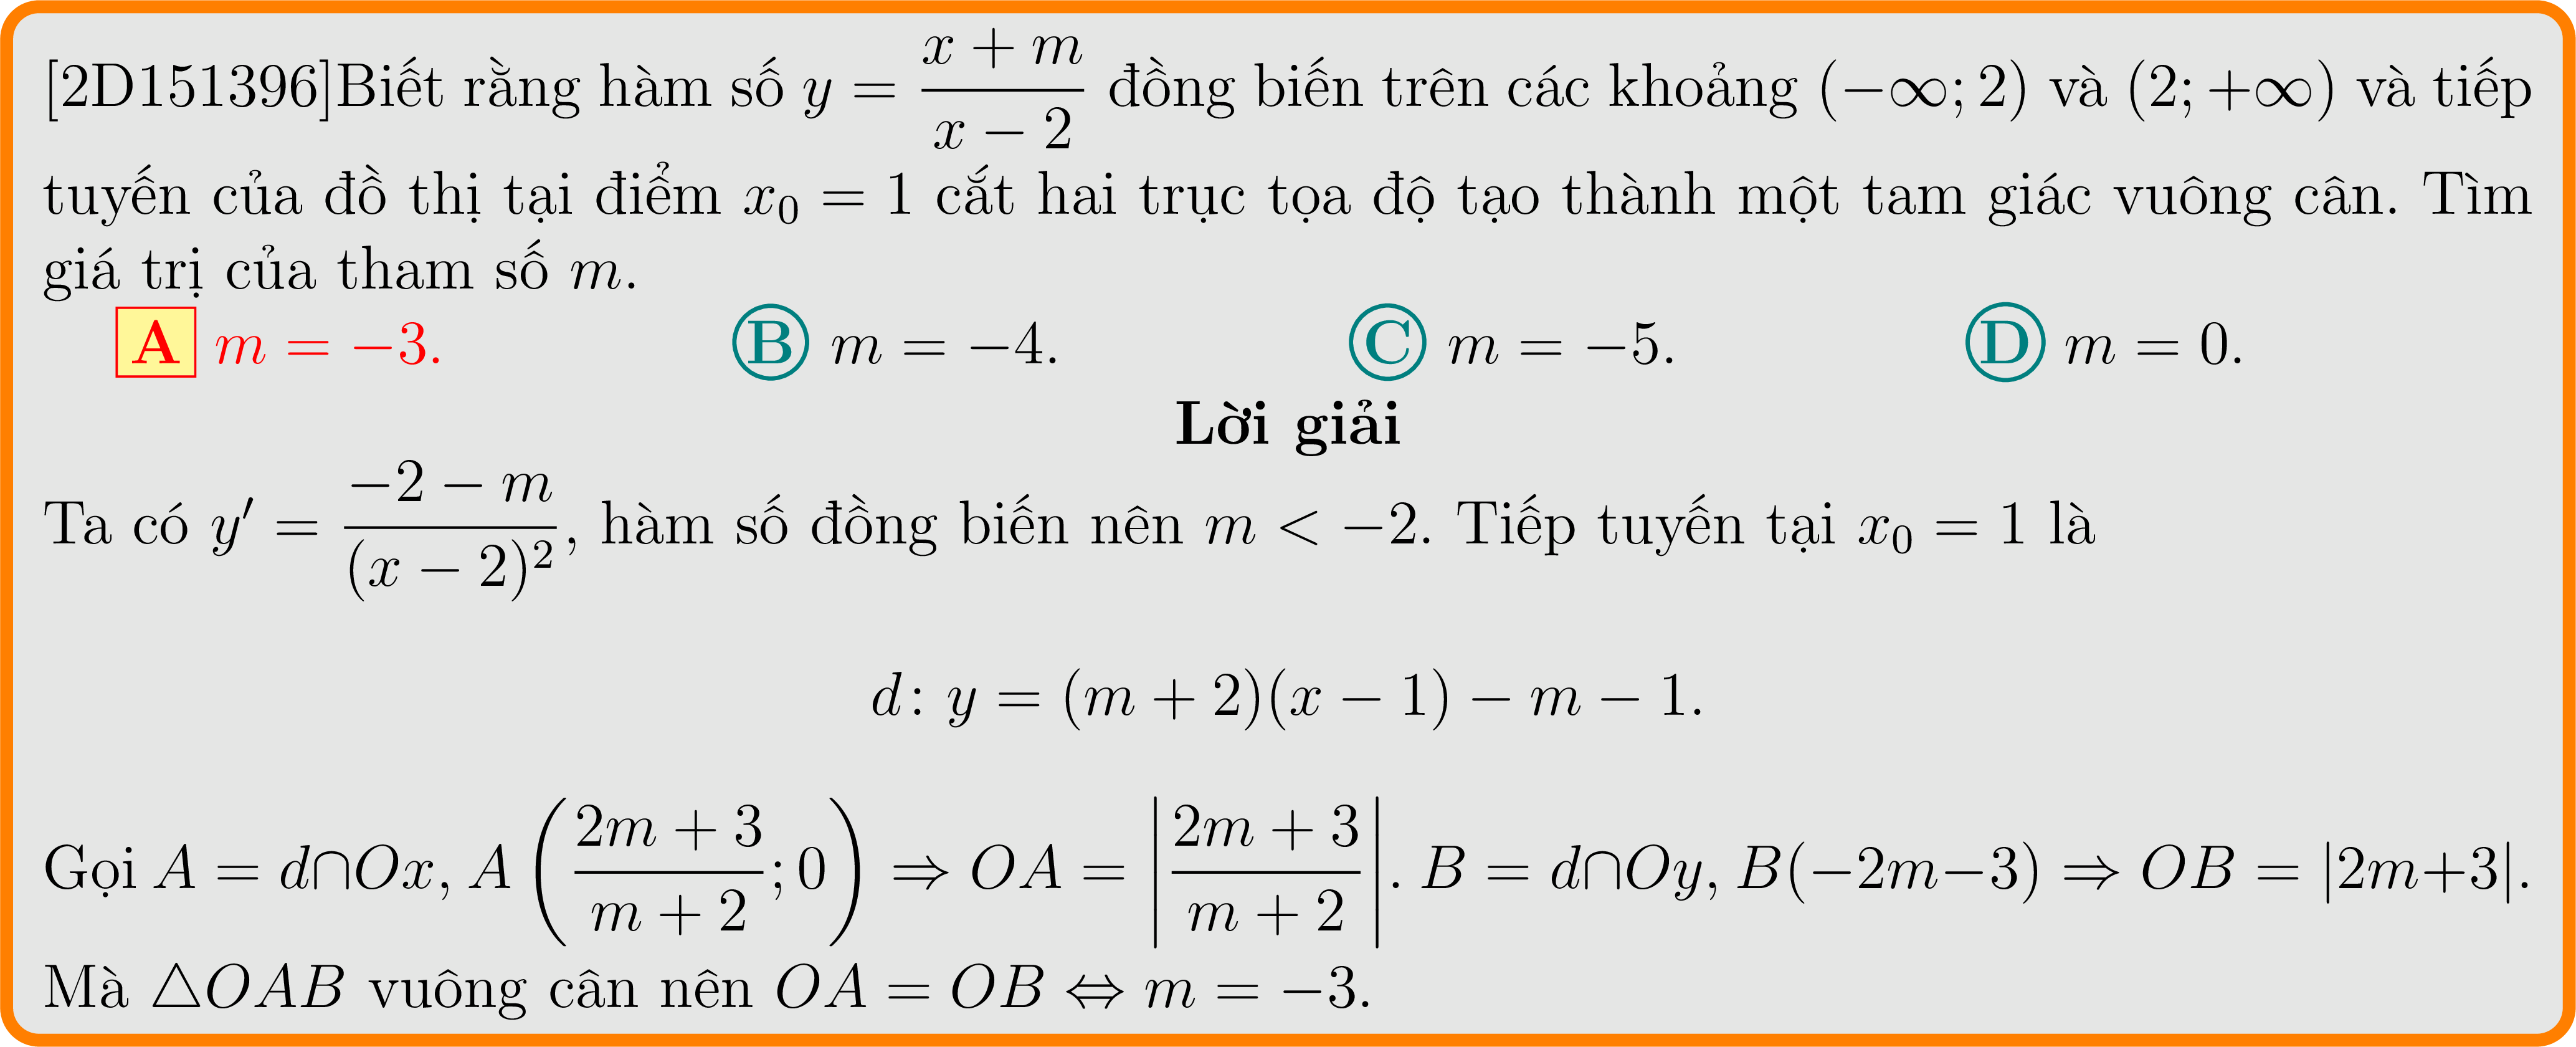 [2D151396]Biết rằng hàm số $y = \dfrac{x+m}{x-2}$ đồng biến trên các khoảng $(-\infty; 2)$ và $(2; +\infty)$ và tiếp
tuyến của đồ thị tại điểm $x_0 = 1$ cắt hai trục tọa độ tạo thành một tam giác vuông cân. Tìm
giá trị của tham số $m$.
A $m = -3.$ B $m = -4.$ C $m = -5.$ D $m = 0.$
Lời giải
Ta có $y' = \dfrac{-2-m}{(x-2)^2}$, hàm số đồng biến nên $m < -2$. Tiếp tuyến tại $x_0 = 1$ là
$d\colon y = (m+2)(x-1) - m - 1.$
Gọi $A = d \cap Ox$, $A\left(\dfrac{2m+3}{m+2}; 0\right) \Rightarrow OA = \left|\dfrac{2m+3}{m+2}\right|$. $B = d \cap Oy$, $B(-2m-3) \Rightarrow OB = |2m+3|$.
Mà $\triangle OAB$ vuông cân nên $OA = OB \Leftrightarrow m = -3$.